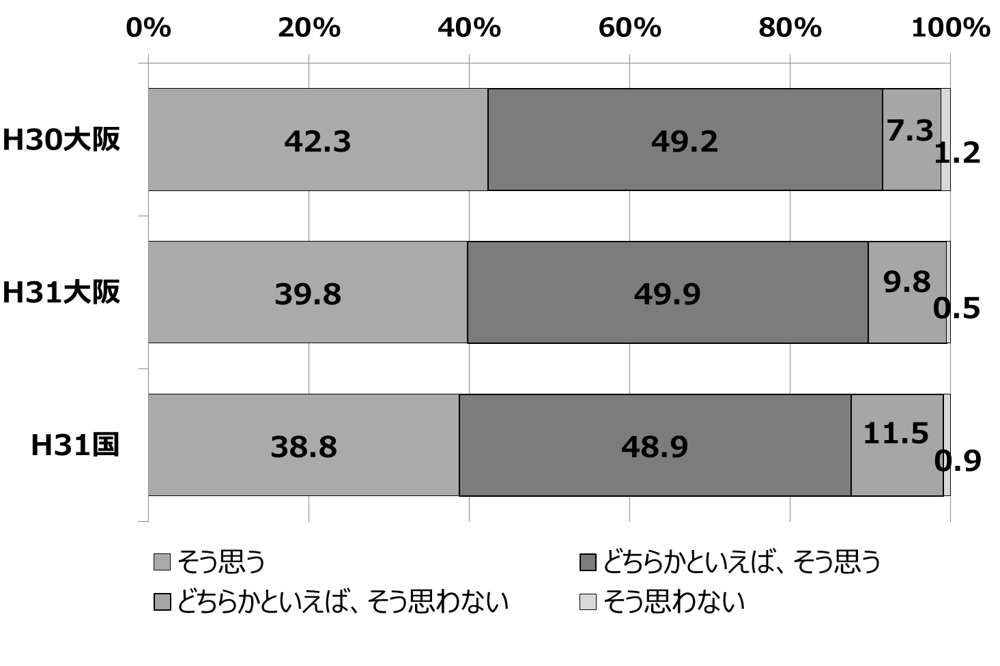 0% 20% 40% 60% 80% 100%
H30大阪 42.3 49.2 7.3 1.2
H31大阪 39.8 49.9 9.8 0.5
H31国 38.8 48.9 11.5 0.9
そう思う どちらかといえば、そう思う
どちらかといえば、そう思わない そう思わない